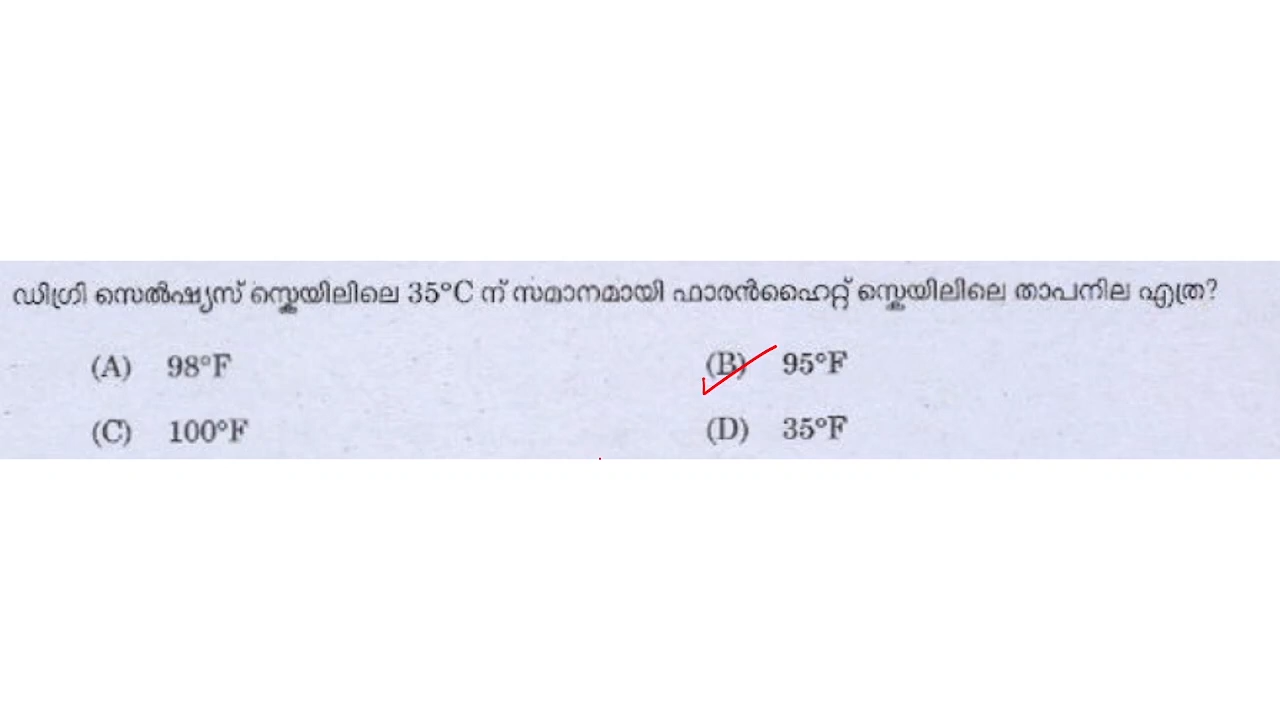 ഡിഗ്രി സെൽഷ്യസ് സ്കെയിലിലെ 35°C ന് സമാനമായി ഫാരൻഹൈറ്റ് സ്കെയിലിലെ താപനില എത്ര?
(A) 98°F (B) 95°F
(C) 100°F (D) 35°F